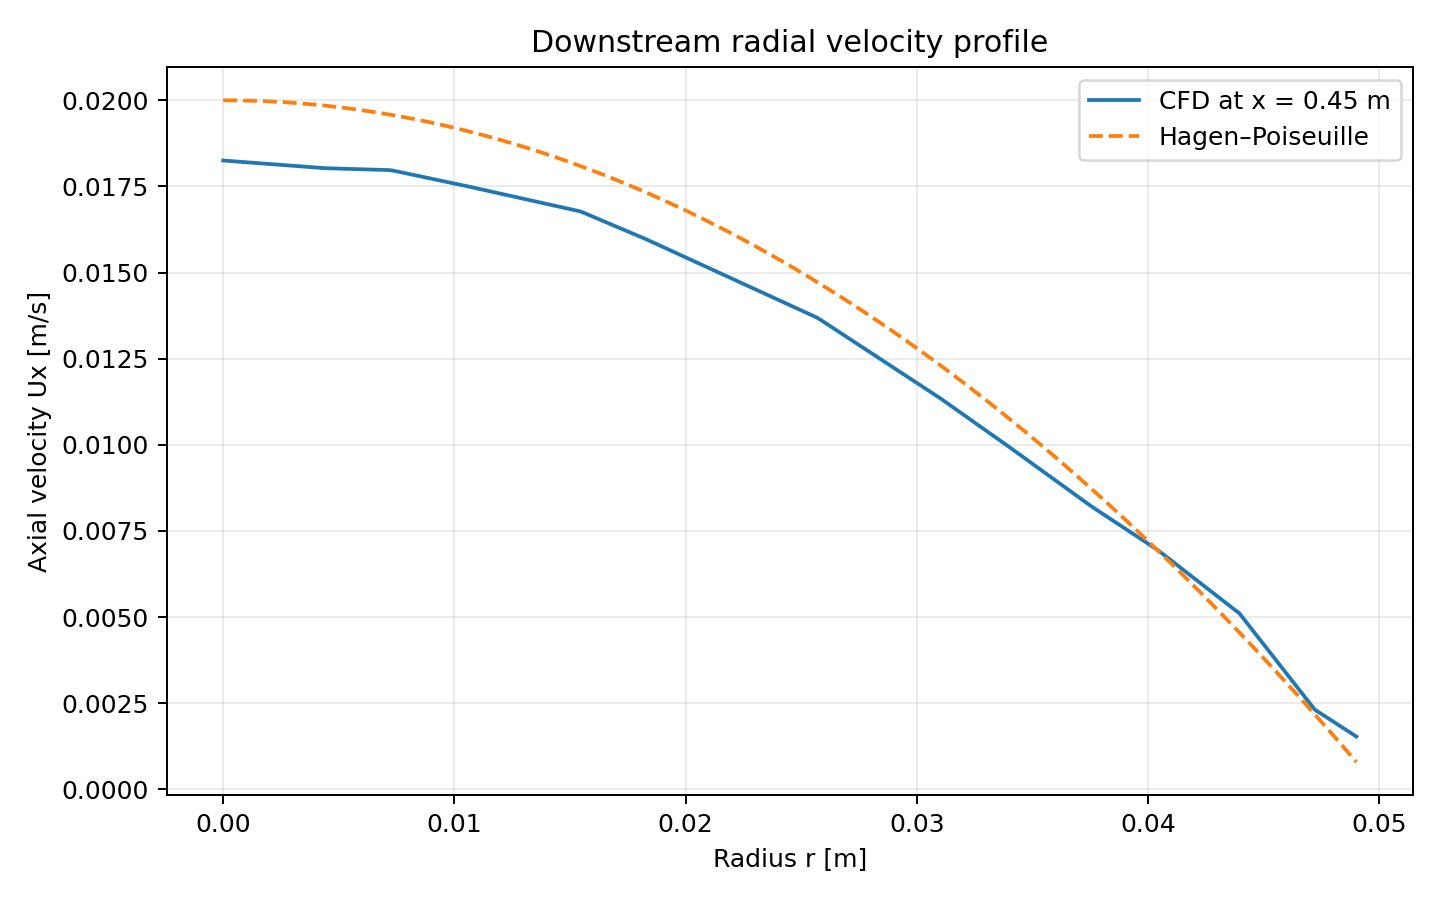 Downstream radial velocity profile
CFD at x = 0.45 m
Hagen–Poiseuille
0.0200
0.0175
0.0150
0.0125
0.0100
0.0075
0.0050
0.0025
0.0000
Axial velocity Ux [m/s]
0.00 0.01 0.02 0.03 0.04 0.05
Radius r [m]